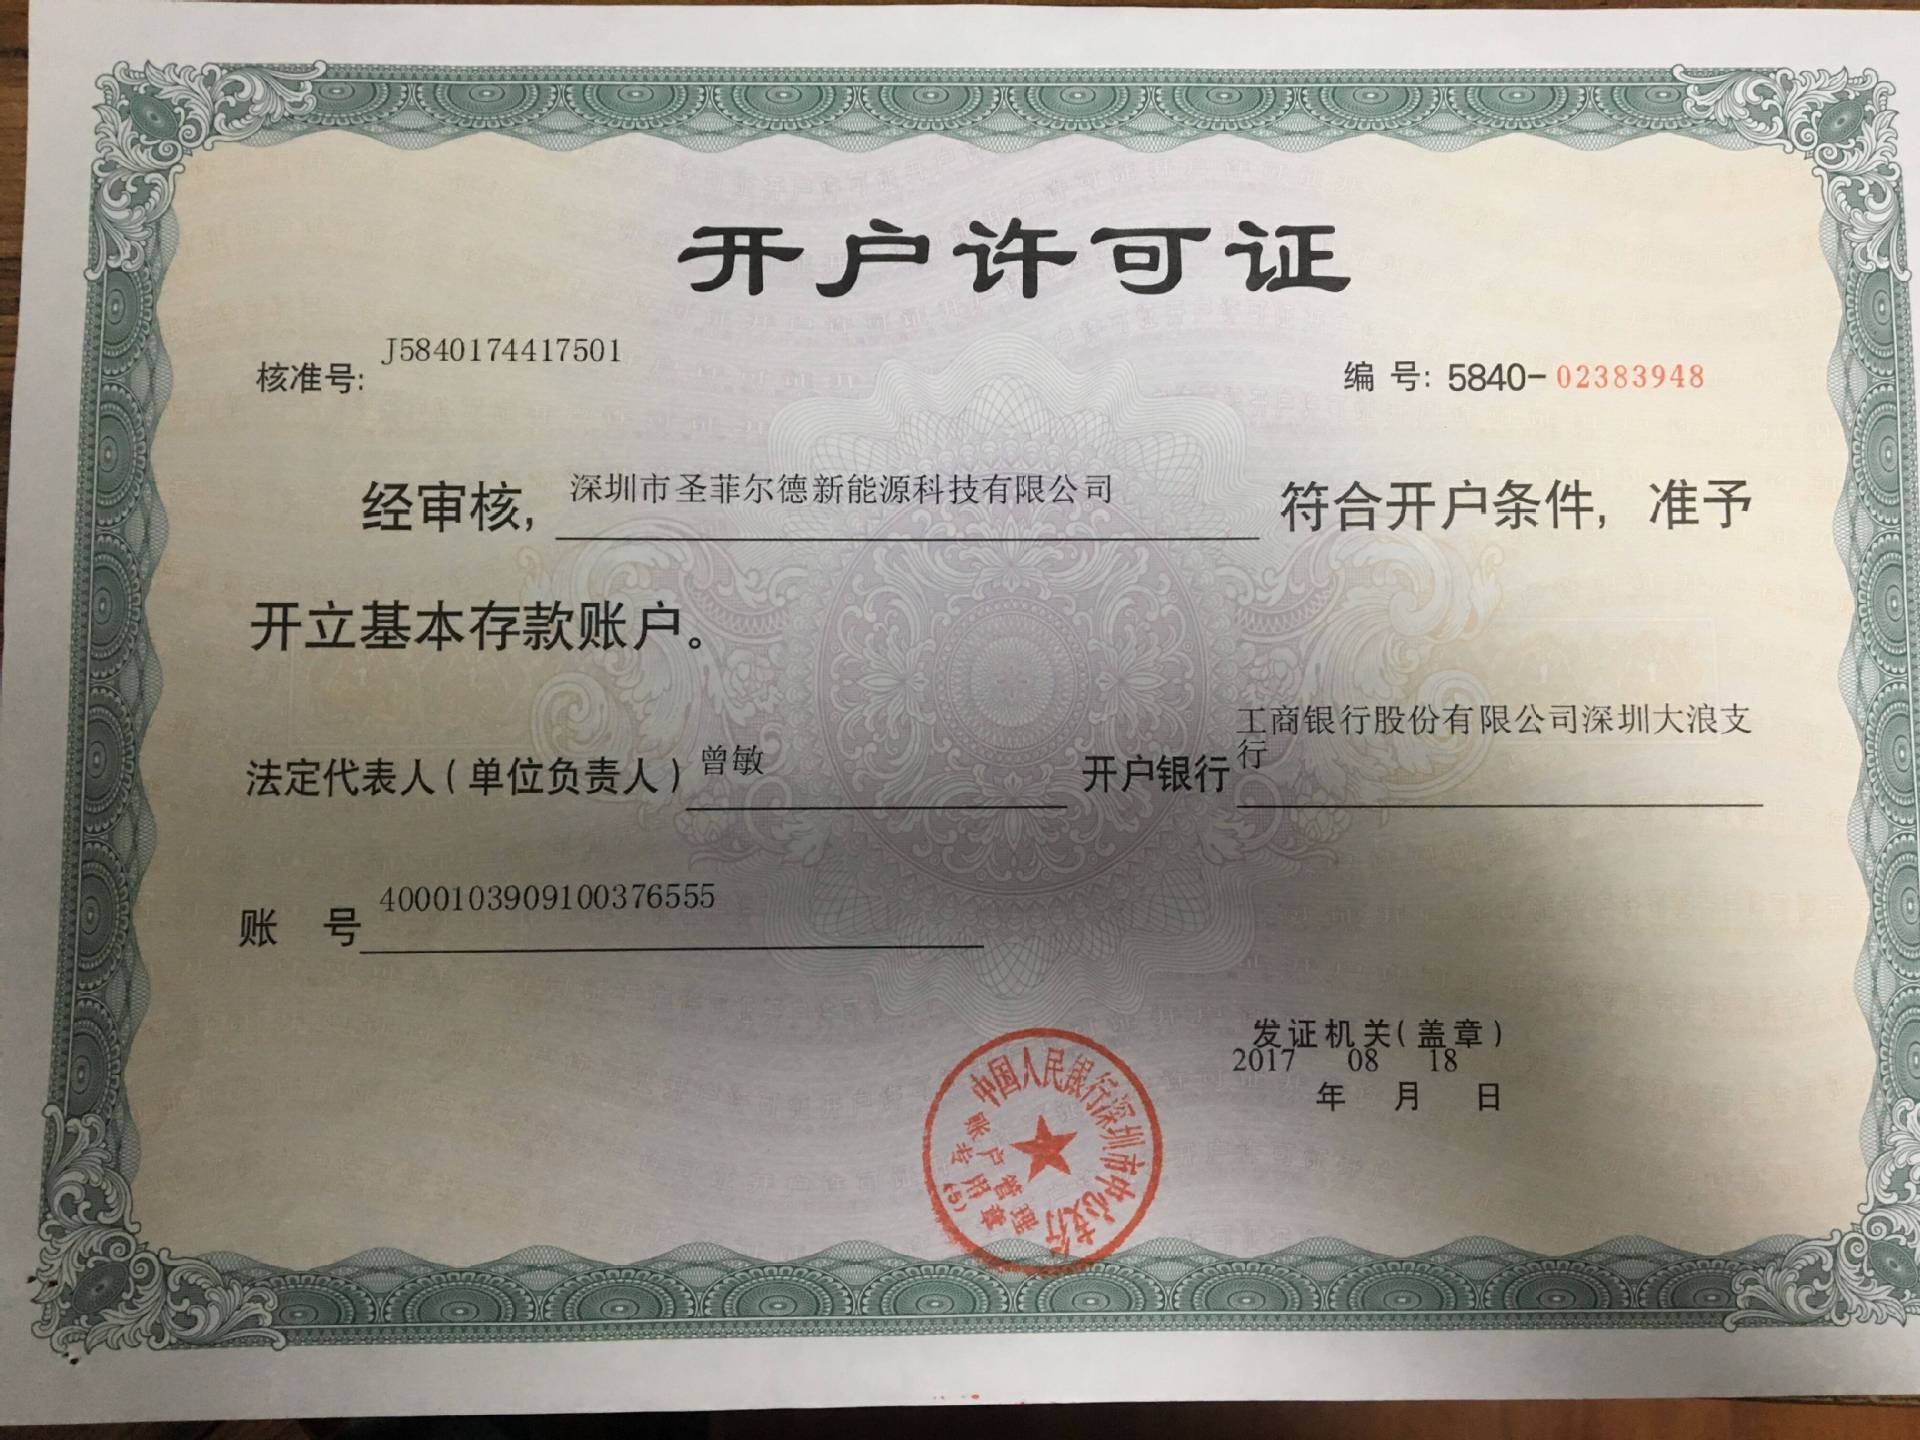 开户许可证
核准号: J5840174417501
编 号: 5840-02383948
经审核, 深圳市圣菲尔德新能源科技有限公司 符合开户条件, 准予
开立基本存款账户。
法定代表人(单位负责人) 曾敏 开户银行 工商银行股份有限公司深圳大浪支
行
账 号 4000103909100376555
发证机关(盖章)
2017 08 18
年 月 日
中国人民银行深圳市中心支行
账户管理
专用章
(5)